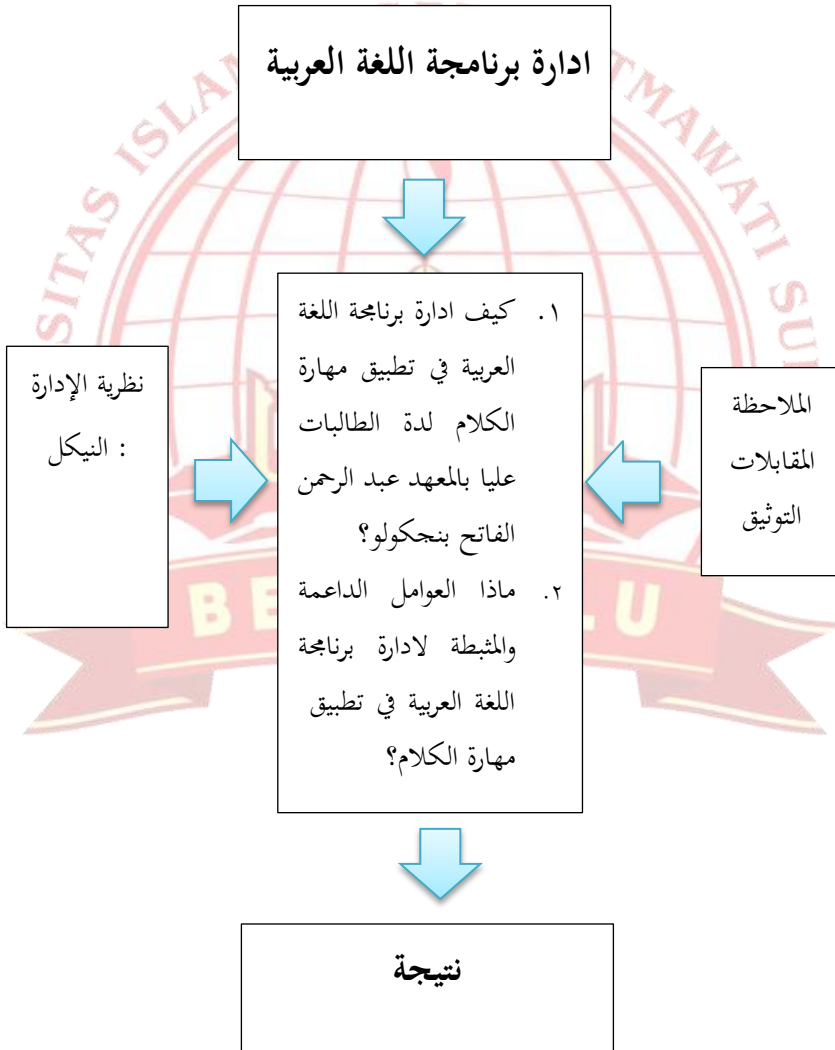 ادارة برنامجة اللغة العربية
١. كيف ادارة برنامجة اللغة
العربية في تطبيق مهارة
الكلام لدة الطالبات
عليا بالمعهد عبد الرحمن
الفاتح بنجكولو؟
٢. ماذا العوامل الداعمة
والمثبطة لادارة برنامجة
اللغة العربية في تطبيق
مهارة الكلام؟
نظرية الإدارة
: النيكل
الملاحظة
المقابلات
التوثيق
نتيجة